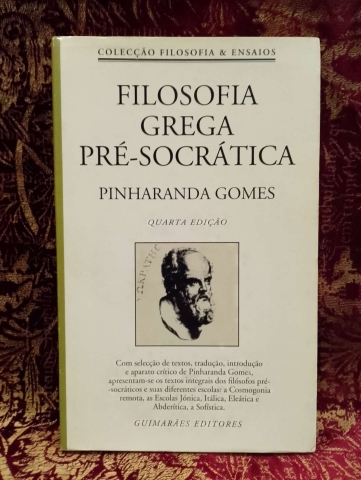 COLECÇÃO FILOSOFIA & ENSAIOS
FILOSOFIA
GREGA
PRÉ-SOCRÁTICA
PINHARANDA GOMES
QUARTA EDIÇÃO
Com selecção de textos, tradução, introdução
e aparato crítico de Pinharanda Gomes,
apresentam-se os textos integrais dos filósofos pré-
-socráticos e suas diferentes escolas: a Cosmogonia
remota, as Escolas Jónica, Itálica, Eleática e
Abderítica, a Sofística.
GUIMARÃES EDITORES